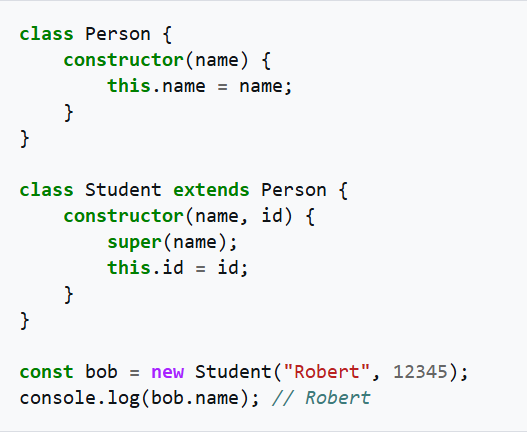 class Person {
    constructor(name) {
        this.name = name;
    }
}

class Student extends Person {
    constructor(name, id) {
        super(name);
        this.id = id;
    }
}

const bob = new Student("Robert", 12345);
console.log(bob.name); // Robert